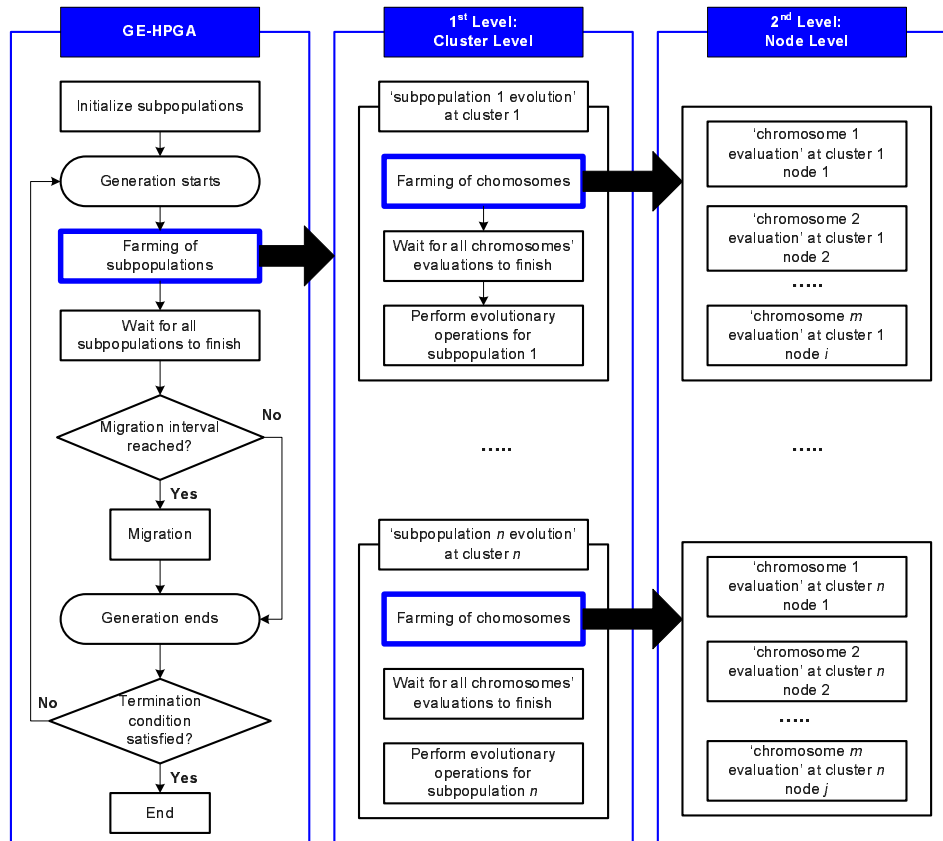 GE-HPGA
Initialize subpopulations
Generation starts
Farming of
subpopulations
Wait for all
subpopulations to finish
Migration interval
reached?
No
Yes
Migration
Generation ends
No
Termination
condition
satisfied?
Yes
End
1st Level:
Cluster Level
‘subpopulation 1 evolution’
at cluster 1
Farming of chomosomes
Wait for all chromosomes’
evaluations to finish
Perform evolutionary
operations for
subpopulation 1
.....
‘subpopulation n evolution’
at cluster n
Farming of chomosomes
Wait for all chromosomes’
evaluations to finish
Perform evolutionary
operations for
subpopulation n
2nd Level:
Node Level
‘chromosome 1
evaluation’ at cluster 1
node 1
‘chromosome 2
evaluation’ at cluster 1
node 2
.....
‘chromosome m
evaluation’ at cluster 1
node i
.....
‘chromosome 1
evaluation’ at cluster n
node 1
‘chromosome 2
evaluation’ at cluster n
node 2
.....
‘chromosome m
evaluation’ at cluster n
node j